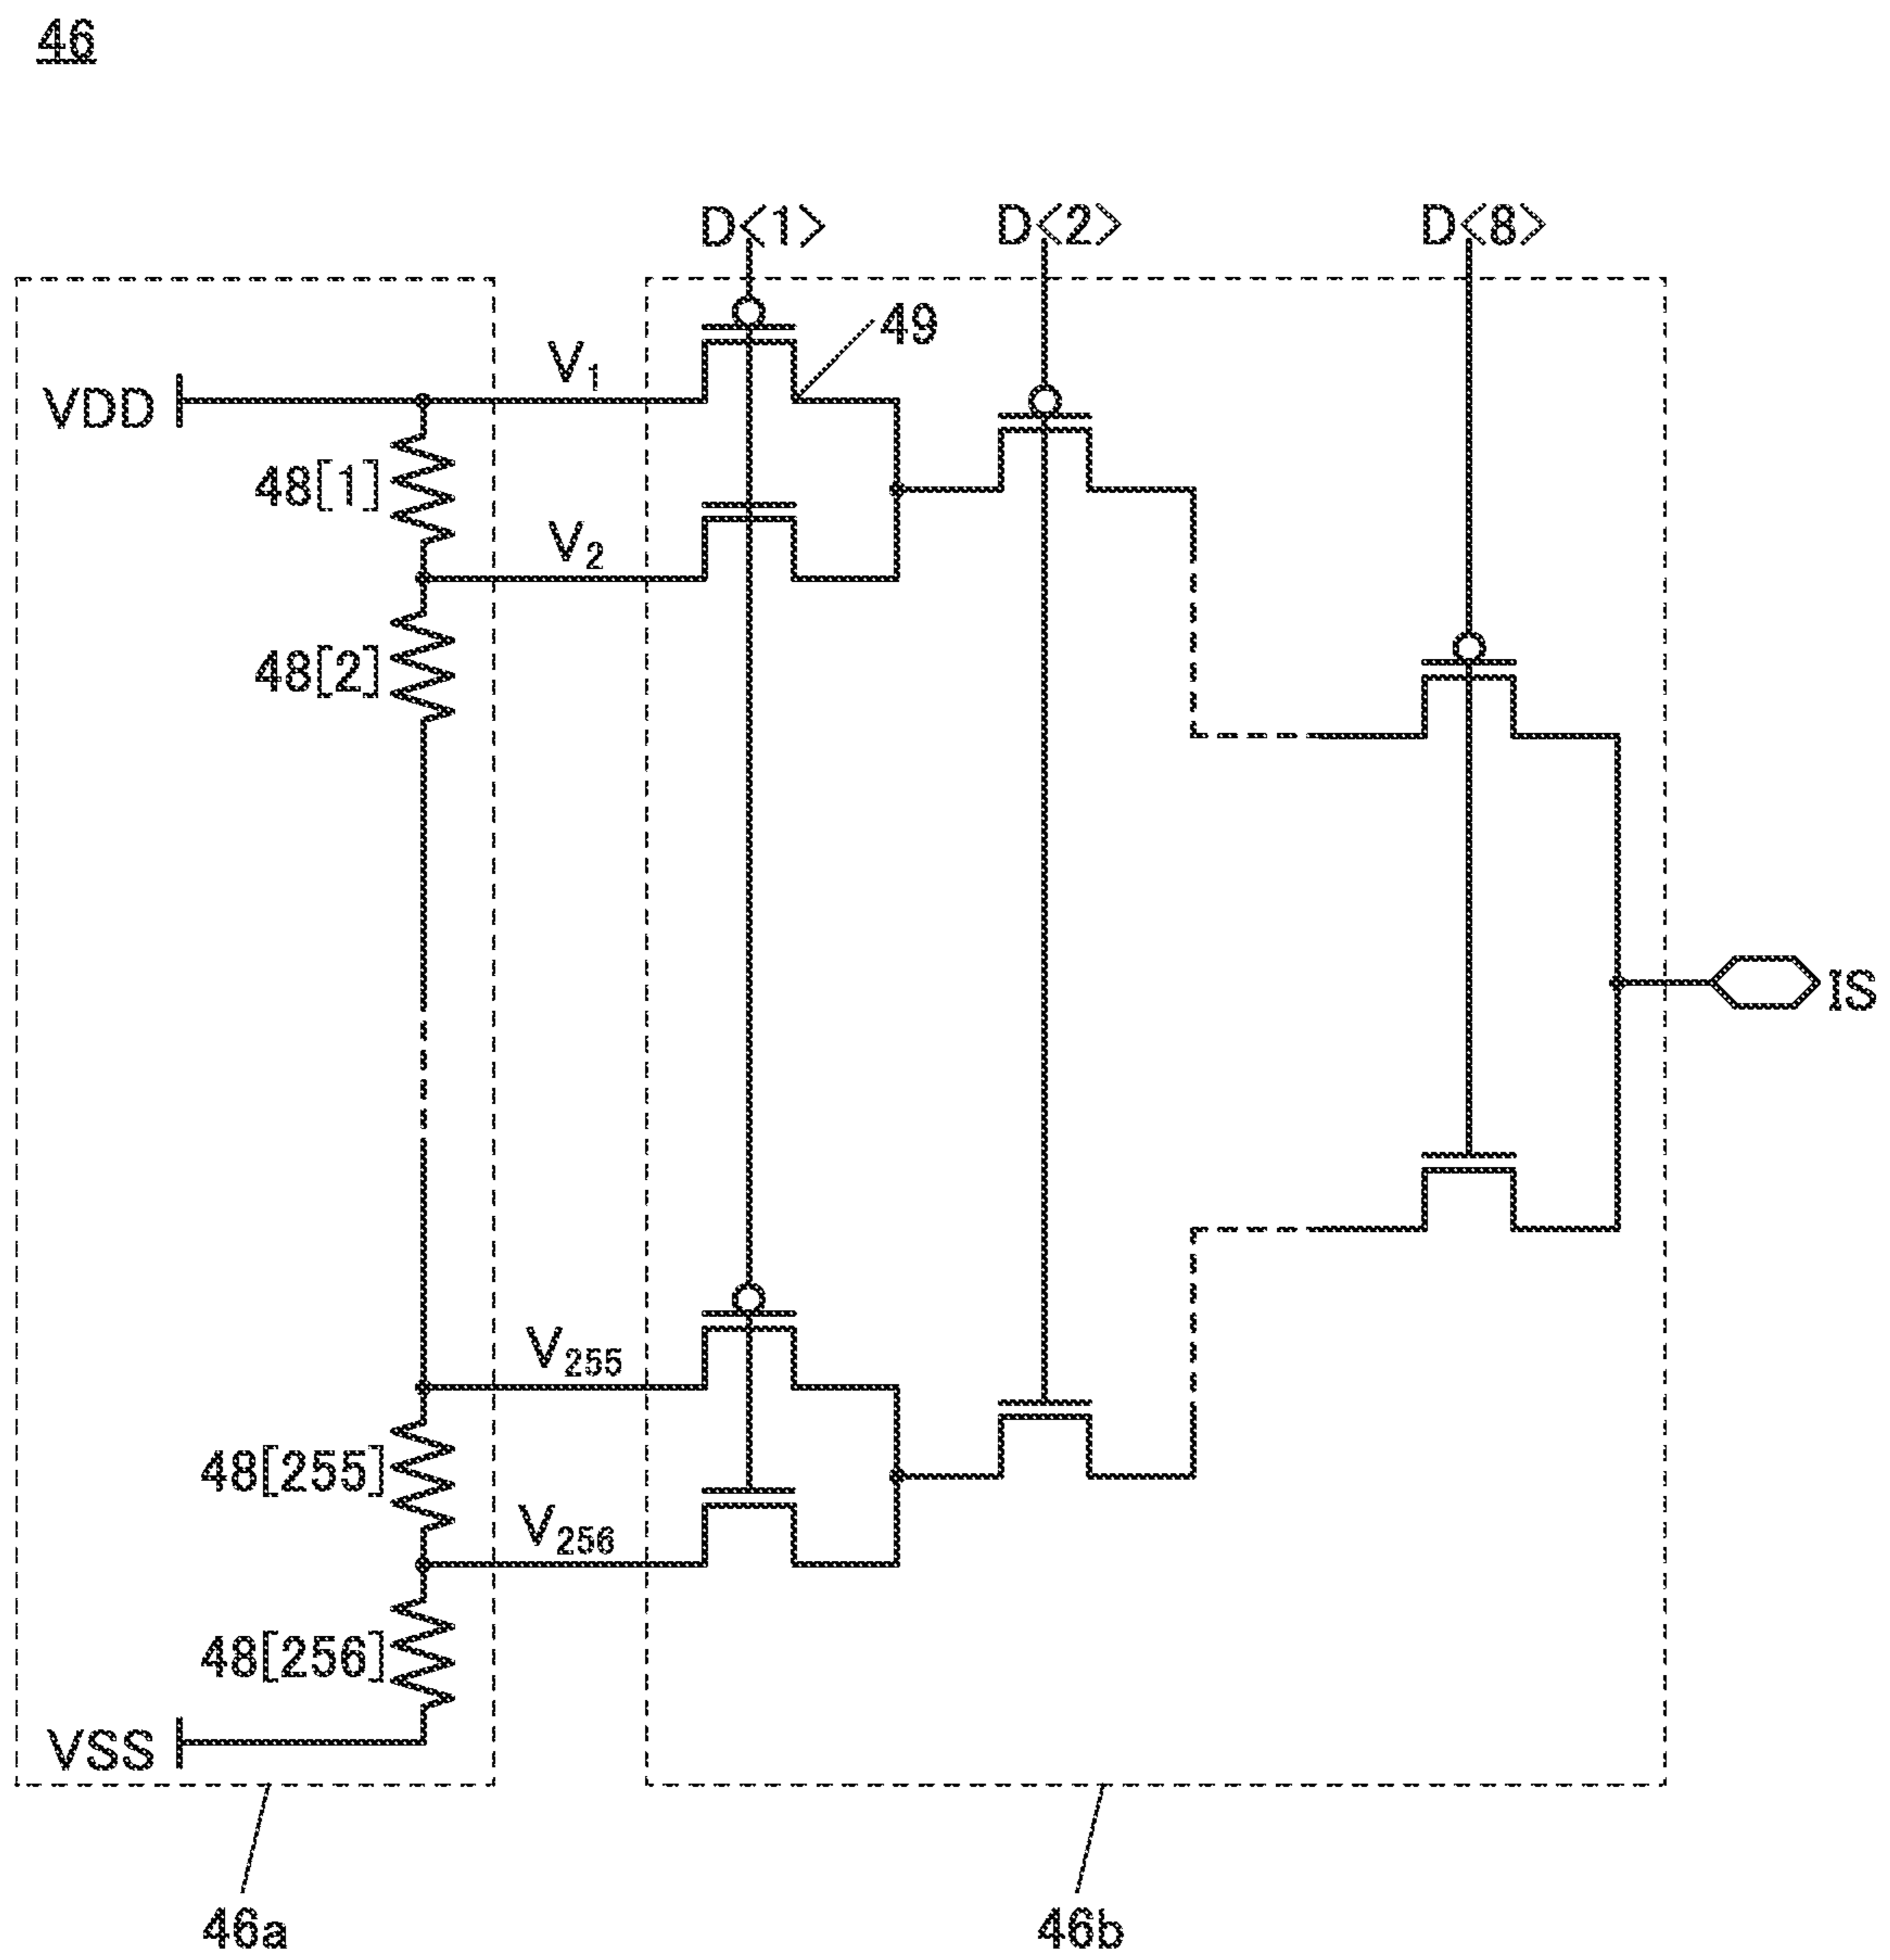 46
D<1> D<2> D<8>
49
V1
VDD
48[1]
V2
48[2]
IS
V255
48[255]
V256
48[256]
VSS
46a 46b